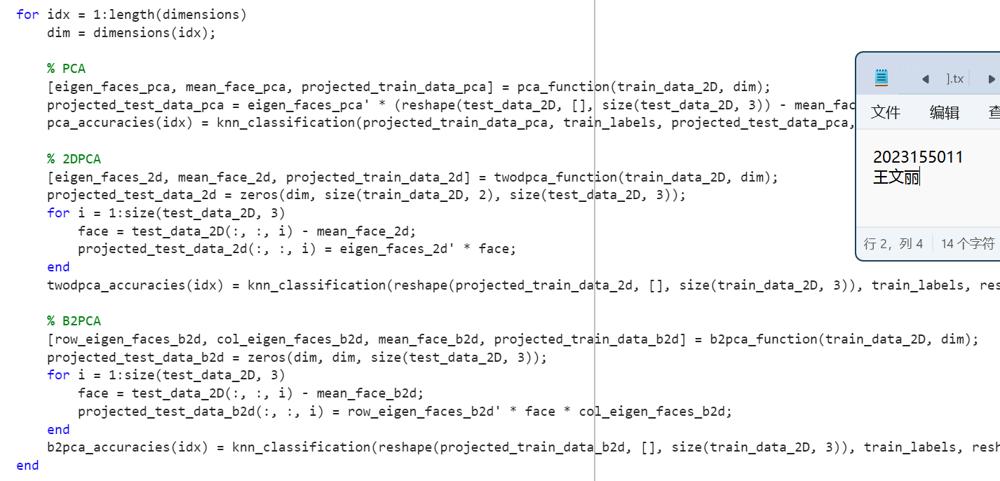 for idx = 1:length(dimensions)
    dim = dimensions(idx);
    % PCA
    [eigen_faces_pca, mean_face_pca, projected_train_data_pca] = pca_function(train_data_2D, dim);
    projected_test_data_pca = eigen_faces_pca' * (reshape(test_data_2D, [], size(test_data_2D, 3)) - mean_fac
    pca_accuracies(idx) = knn_classification(projected_train_data_pca, train_labels, projected_test_data_pca,
    % 2DPCA
    [eigen_faces_2d, mean_face_2d, projected_train_data_2d] = twodpca_function(train_data_2D, dim);
    projected_test_data_2d = zeros(dim, size(train_data_2D, 2), size(test_data_2D, 3));
    for i = 1:size(test_data_2D, 3)
        face = test_data_2D(:, :, i) - mean_face_2d;
        projected_test_data_2d(:, :, i) = eigen_faces_2d' * face;
    end
    twodpca_accuracies(idx) = knn_classification(reshape(projected_train_data_2d, [], size(train_data_2D, 3)), train_labels, res
    % B2PCA
    [row_eigen_faces_b2d, col_eigen_faces_b2d, mean_face_b2d, projected_train_data_b2d] = b2pca_function(train_data_2D, dim);
    projected_test_data_b2d = zeros(dim, dim, size(test_data_2D, 3));
    for i = 1:size(test_data_2D, 3)
        face = test_data_2D(:, :, i) - mean_face_b2d;
        projected_test_data_b2d(:, :, i) = row_eigen_faces_b2d' * face * col_eigen_faces_b2d;
    end
    b2pca_accuracies(idx) = knn_classification(reshape(projected_train_data_b2d, [], size(train_data_2D, 3)), train_labels, resh
end
].tx
文件 编辑 查
2023155011
王文丽
行 2, 列 4 14 个字符